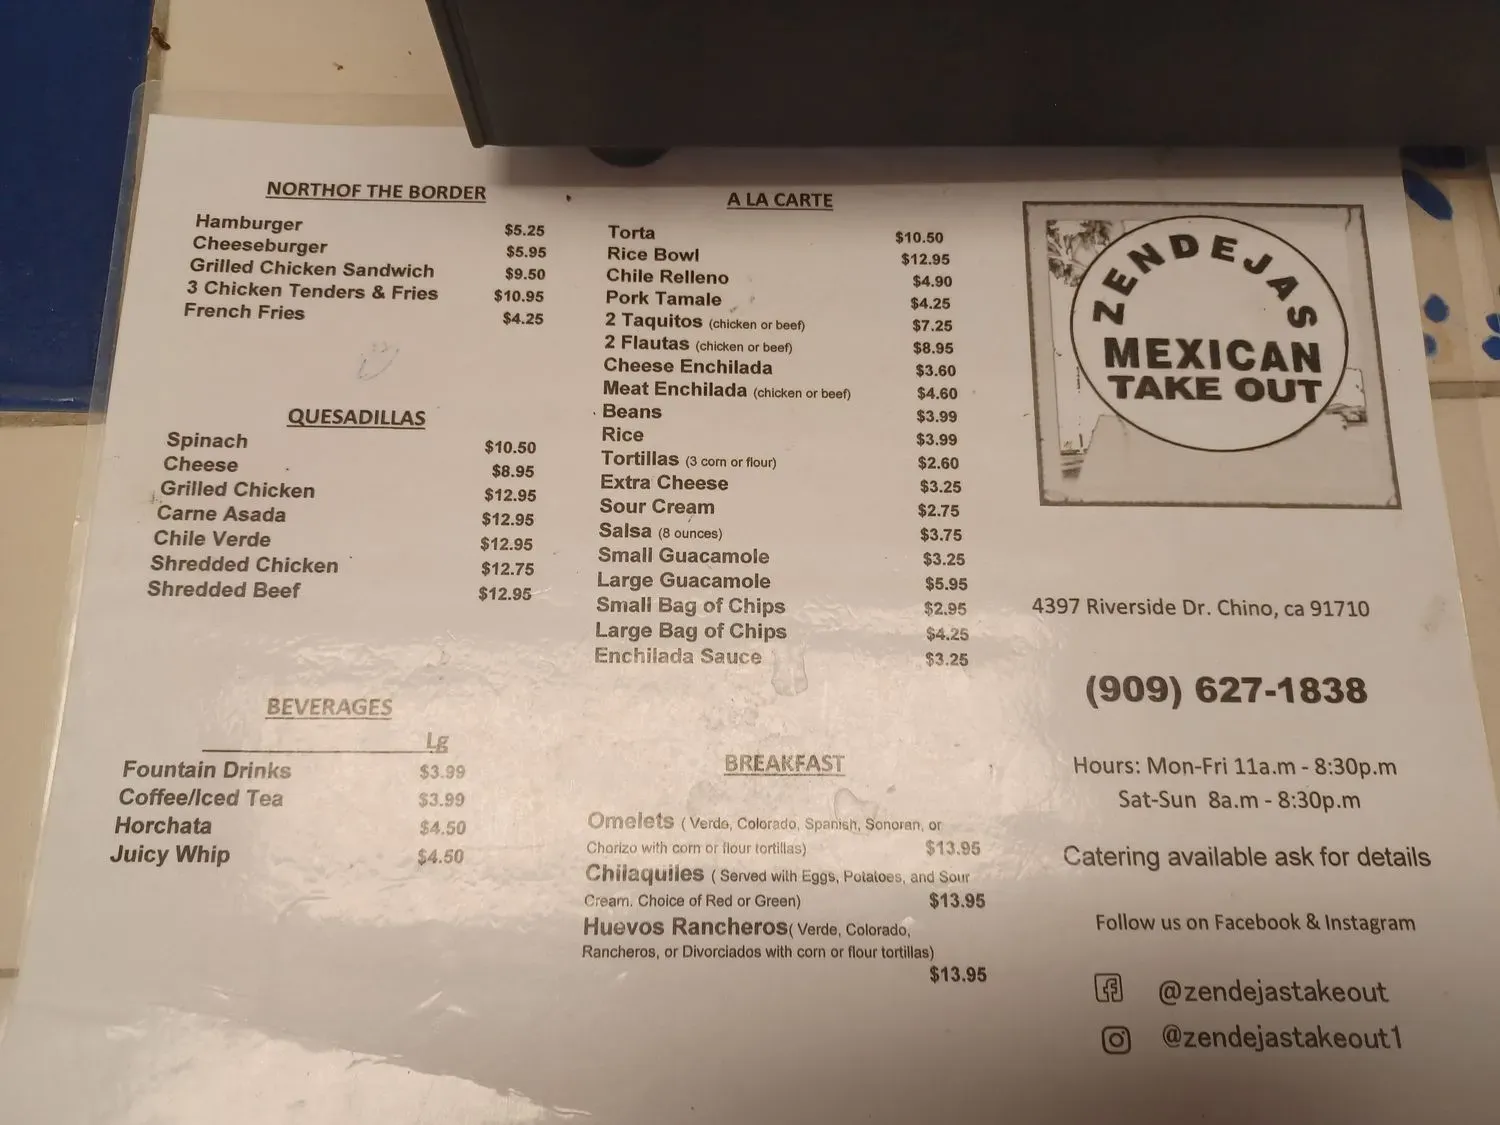 NORTHOF THE BORDER
Hamburger $5.25
Cheeseburger $5.95
Grilled Chicken Sandwich $9.50
3 Chicken Tenders & Fries $10.95
French Fries $4.25
QUESADILLAS
Spinach $10.50
Cheese $8.95
Grilled Chicken $12.95
Carne Asada $12.95
Chile Verde $12.95
Shredded Chicken $12.75
Shredded Beef $12.95
BEVERAGES
Lg
Fountain Drinks $3.99
Coffee/Iced Tea $3.99
Horchata $4.50
Juicy Whip $4.50
A LA CARTE
Torta $10.50
Rice Bowl $12.95
Chile Relleno $4.90
Pork Tamale $4.25
2 Taquitos (chicken or beef) $7.25
2 Flautas (chicken or beef) $8.95
Cheese Enchilada $3.60
Meat Enchilada (chicken or beef) $4.60
Beans $3.99
Rice $3.99
Tortillas (3 corn or flour) $2.60
Extra Cheese $3.25
Sour Cream $2.75
Salsa (8 ounces) $3.75
Small Guacamole $3.25
Large Guacamole $5.95
Small Bag of Chips $2.95
Large Bag of Chips $4.25
Enchilada Sauce $3.25
BREAKFAST
Omelets ( Verde, Colorado, Spanish, Sonoran, or
Chorizo with corn or flour tortillas) $13.95
Chilaquiles ( Served with Eggs, Potatoes, and Sour
Cream. Choice of Red or Green) $13.95
Huevos Rancheros( Verde, Colorado,
Rancheros, or Divorciados with corn or flour tortillas)
$13.95
ZENDEJAS
MEXICAN
TAKE OUT
4397 Riverside Dr. Chino, ca 91710
(909) 627-1838
Hours: Mon-Fri 11a.m - 8:30p.m
Sat-Sun 8a.m - 8:30p.m
Catering available ask for details
Follow us on Facebook & Instagram
@zendejastakeout
@zendejastakeout1